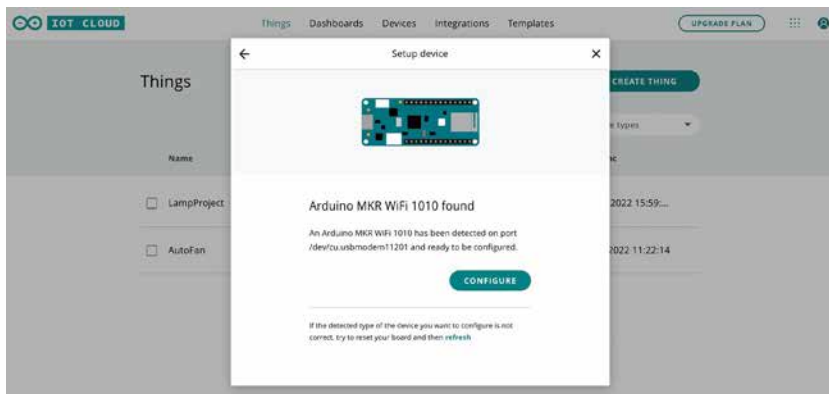 IOT CLOUD
Things Dashboards Devices Integrations Templates
UPGRADE PLAN
Setup device
Things
CREATE THING
types
Name
LampProject
2022 15:59:...
Arduino MKR WiFi 1010 found
An Arduino MKR WiFi 1010 has been detected on port
/dev/cu.usbmodem11201 and ready to be configured.
AutoFan
2022 11:22:14
CONFIGURE
If the detected type of the device you want to configure is not
correct, try to reset your board and then refresh